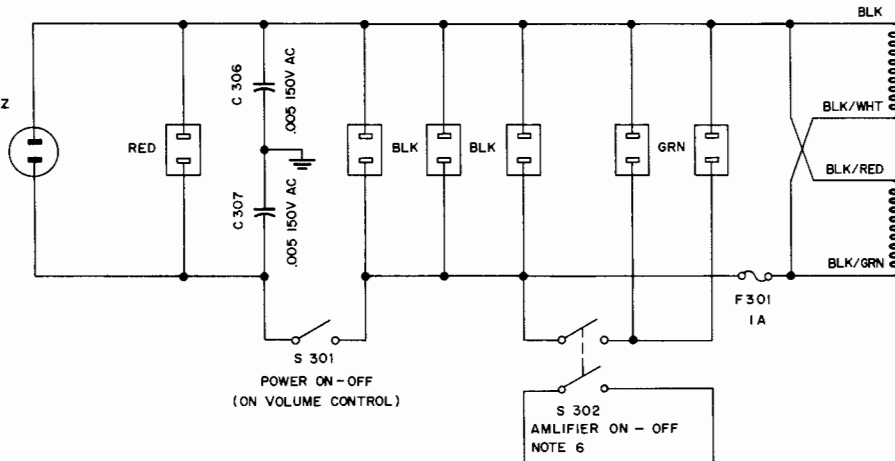 BLK
Z
C 306
.005 150V AC
BLK/WHT
RED
BLK
BLK
GRN
C 307
.005 150V AC
BLK/RED
BLK/GRN
F301
1A
S 301
POWER ON-OFF
(ON VOLUME CONTROL)
S 302
AMLIFIER ON - OFF
NOTE 6